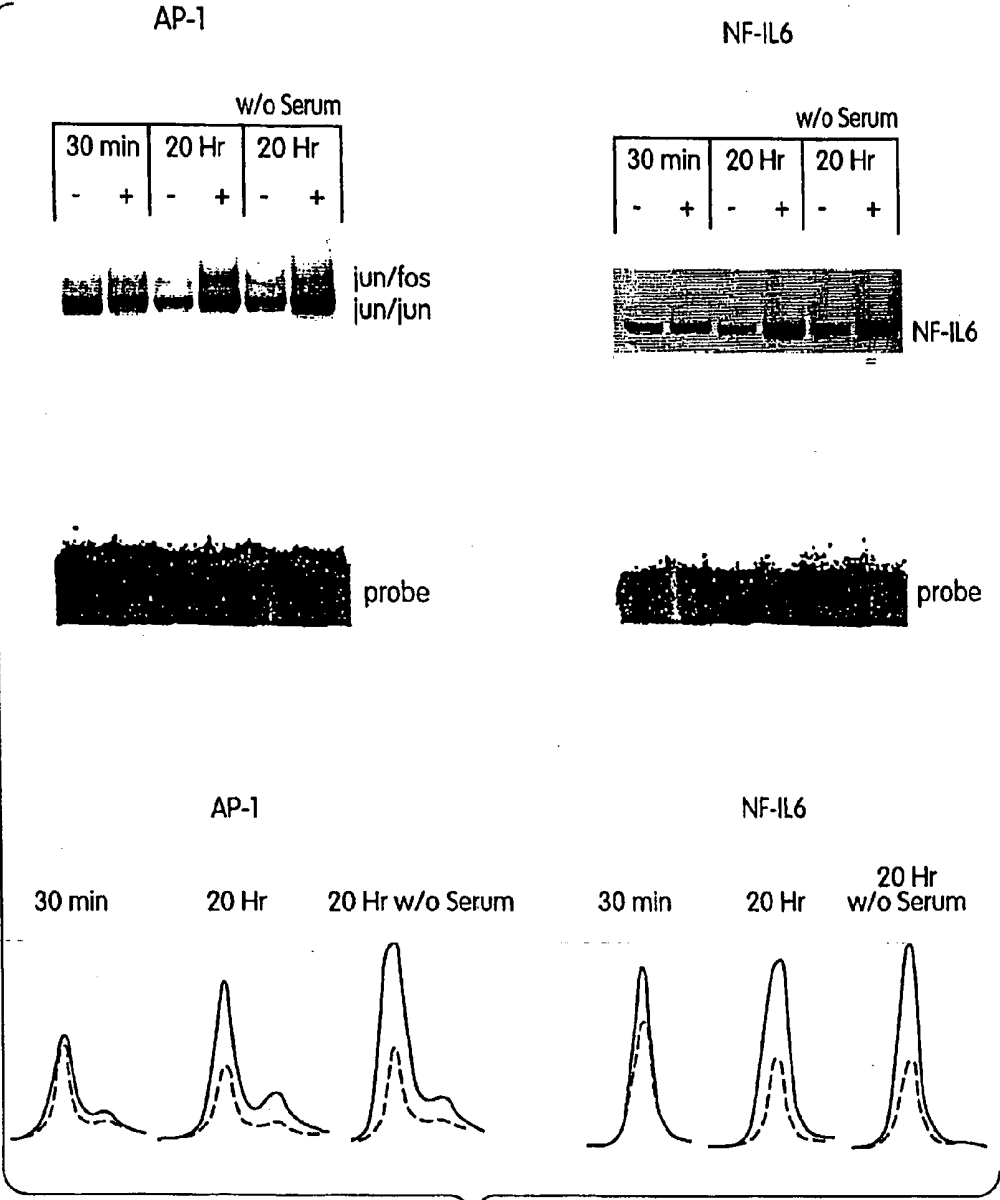 AP-1
w/o Serum
30 min 20 Hr 20 Hr
- + - + - +
jun/fos
jun/jun
probe
NF-IL6
w/o Serum
30 min 20 Hr 20 Hr
- + - + - +
NF-IL6
probe
AP-1
30 min 20 Hr 20 Hr w/o Serum
NF-IL6
30 min 20 Hr 20 Hr
w/o Serum